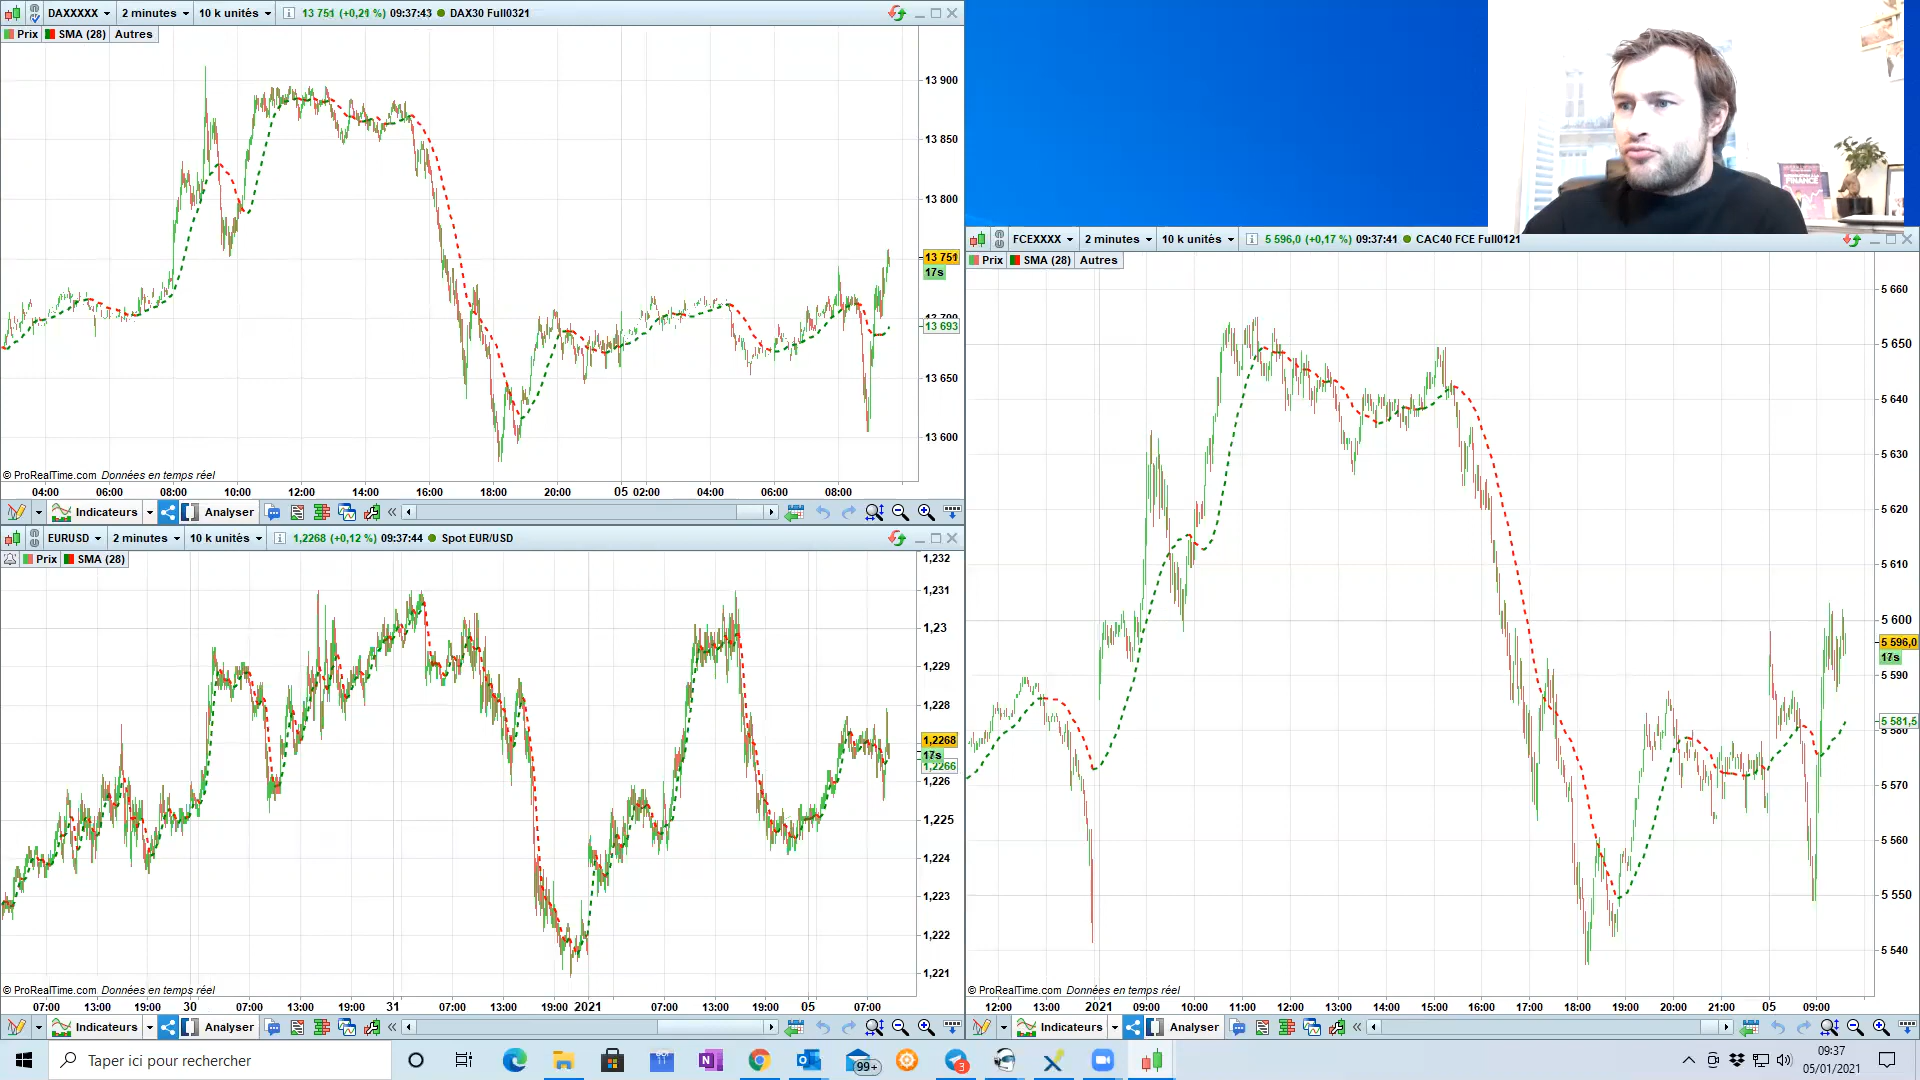 DAXXXXX 2 minutes 10 k unités 13 751 (+0,21 %) 09:37:43 DAX30 Full0321
Prix SMA (28) Autres
13 900
13 850
13 800
13 751
17s
13 693
13 650
13 600
© ProRealTime.com Données en temps réel
04:00 06:00 08:00 10:00 12:00 14:00 16:00 18:00 20:00 05 02:00 04:00 06:00 08:00
Indicateurs Analyser
EURUSD 2 minutes 10 k unités 1,2268 (+0,12 %) 09:37:44 Spot EUR/USD
Prix SMA (28)
1,232
1,231
1,23
1,229
1,228
1,2268
17s
1,2266
1,226
1,225
1,224
1,223
1,222
1,221
© ProRealTime.com Données en temps réel
07:00 13:00 19:00 30 07:00 13:00 19:00 31 07:00 13:00 19:00 2021 07:00 13:00 19:00 05 07:00
Indicateurs Analyser
FINANCE
FCEXXXX 2 minutes 10 k unités 5 596,0 (+0,17 %) 09:37:41 CAC40 FCE Full0121
Prix SMA (28) Autres
5 660
5 650
5 640
5 630
5 620
5 610
5 600
5 596,0
17s
5 590
5 581,5
5 580
5 570
5 560
5 550
5 540
© ProRealTime.com Données en temps réel
12:00 13:00 2021 09:00 10:00 11:00 12:00 13:00 14:00 15:00 16:00 17:00 18:00 19:00 20:00 21:00 05 09:00
Indicateurs Analyser
Taper ici pour rechercher
99+
3
09:37
05/01/2021